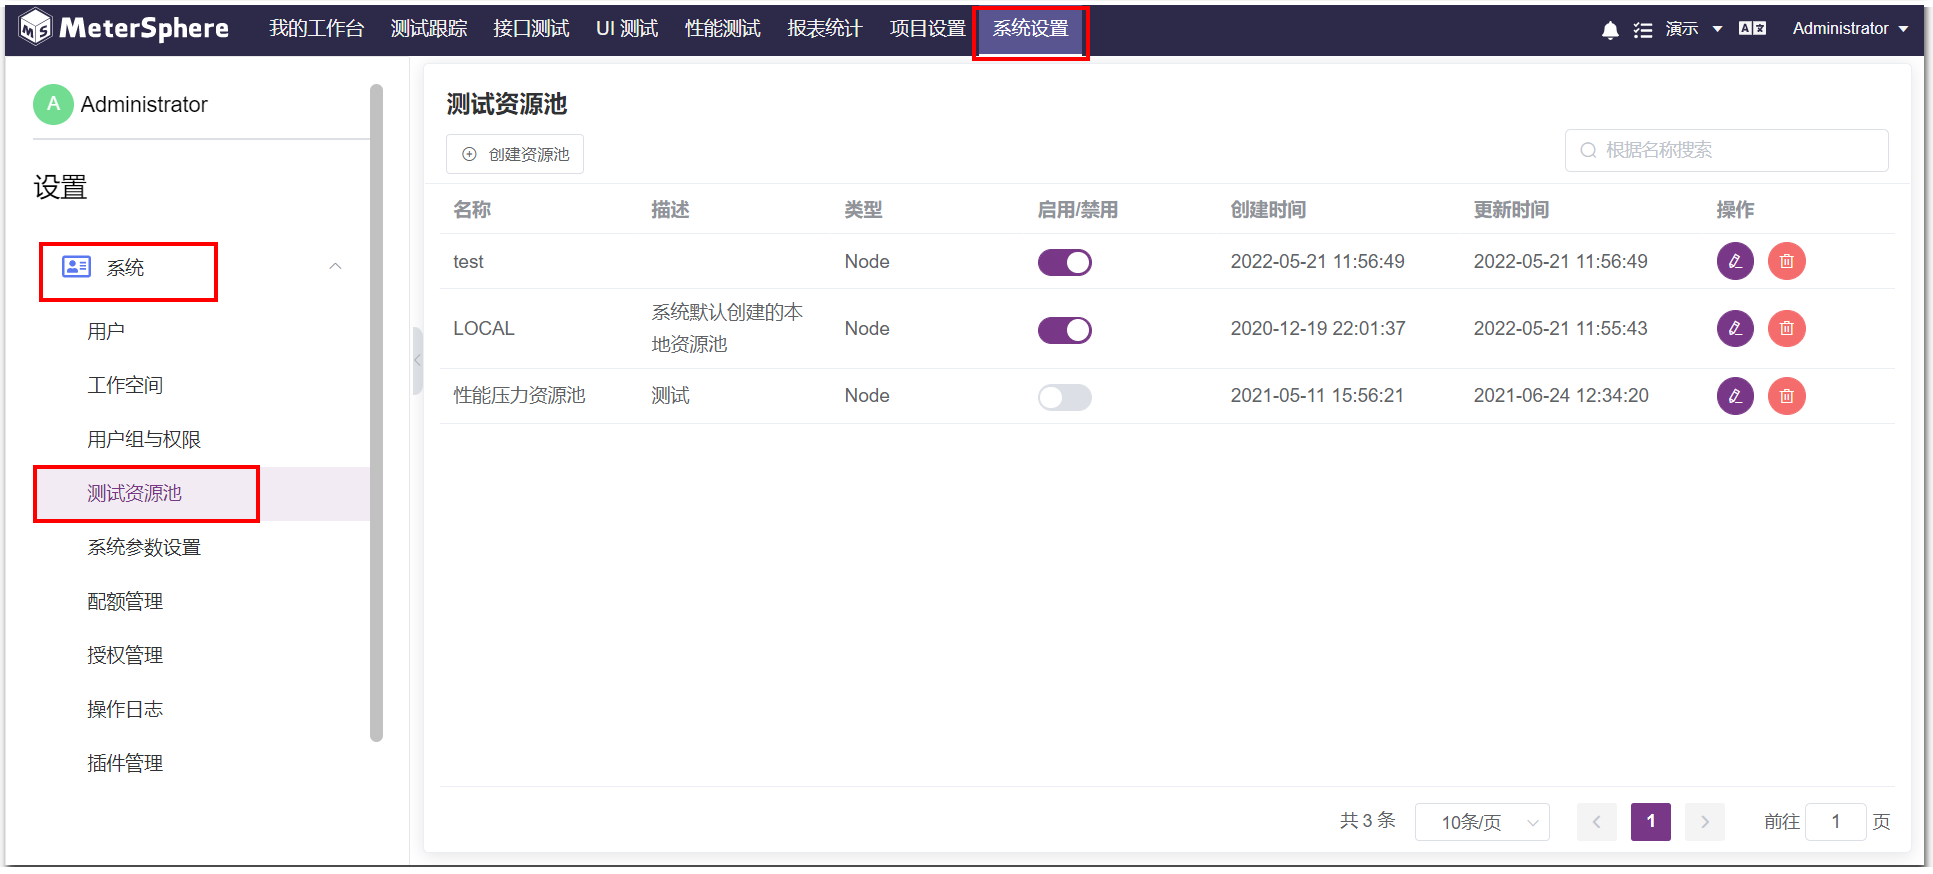 MS MeterSphere 我的工作台 测试跟踪 接口测试 UI 测试 性能测试 报表统计 项目设置 系统设置 演示 Administrator
A Administrator
设置
系统
用户
工作空间
用户组与权限
测试资源池
系统参数设置
配额管理
授权管理
操作日志
插件管理
测试资源池
创建资源池
根据名称搜索
名称 描述 类型 启用/禁用 创建时间 更新时间 操作
test Node 2022-05-21 11:56:49 2022-05-21 11:56:49
LOCAL 系统默认创建的本 Node 2020-12-19 22:01:37 2022-05-21 11:55:43
地资源池
性能压力资源池 测试 Node 2021-05-11 15:56:21 2021-06-24 12:34:20
共 3 条 10条/页 1 前往 1 页